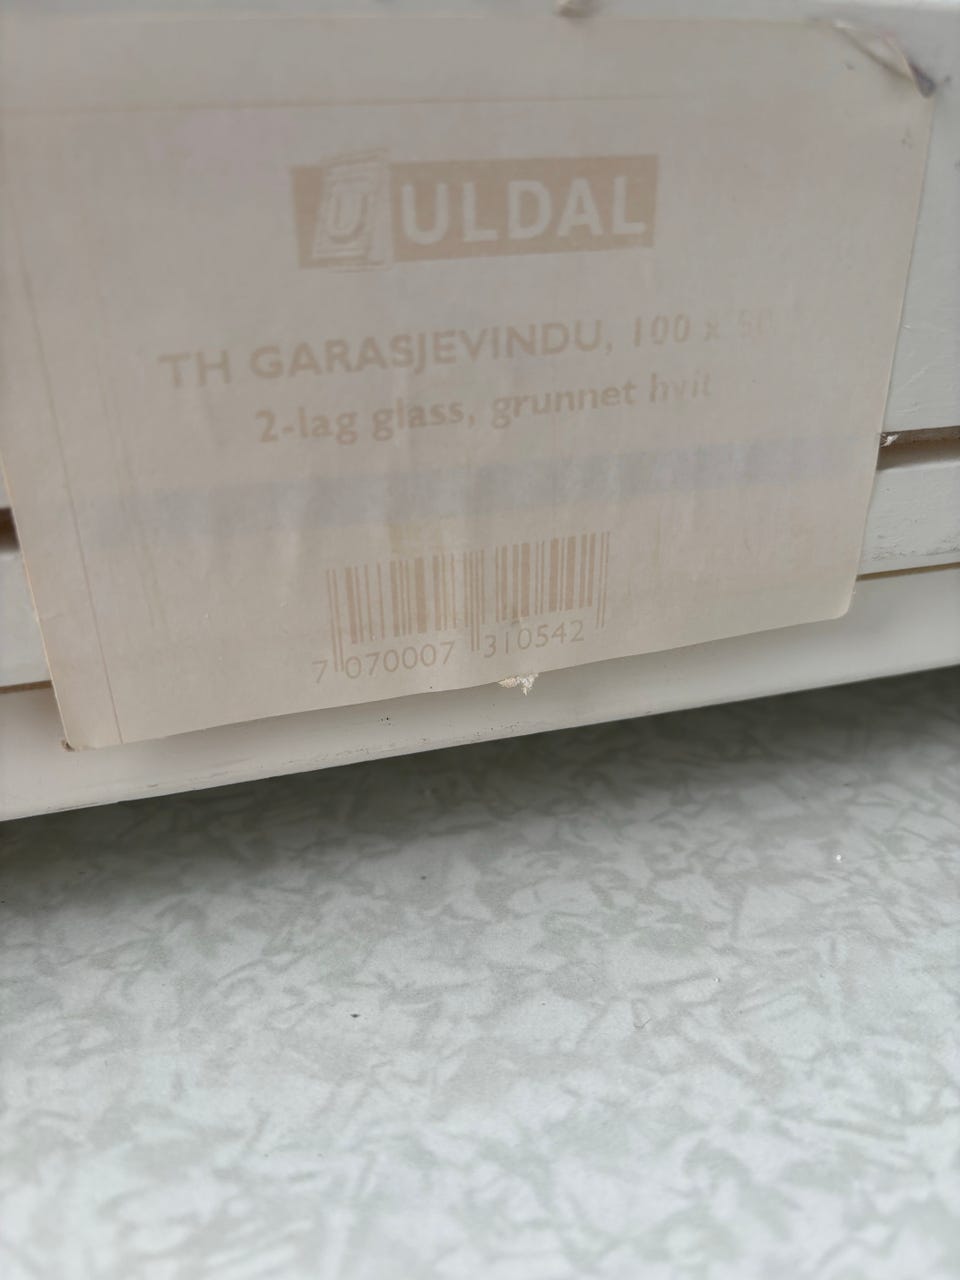 U ULDAL
TH GARASJEVINDU, 100 x 50
2-lag glass, grunnet hvit
7 070007 310542